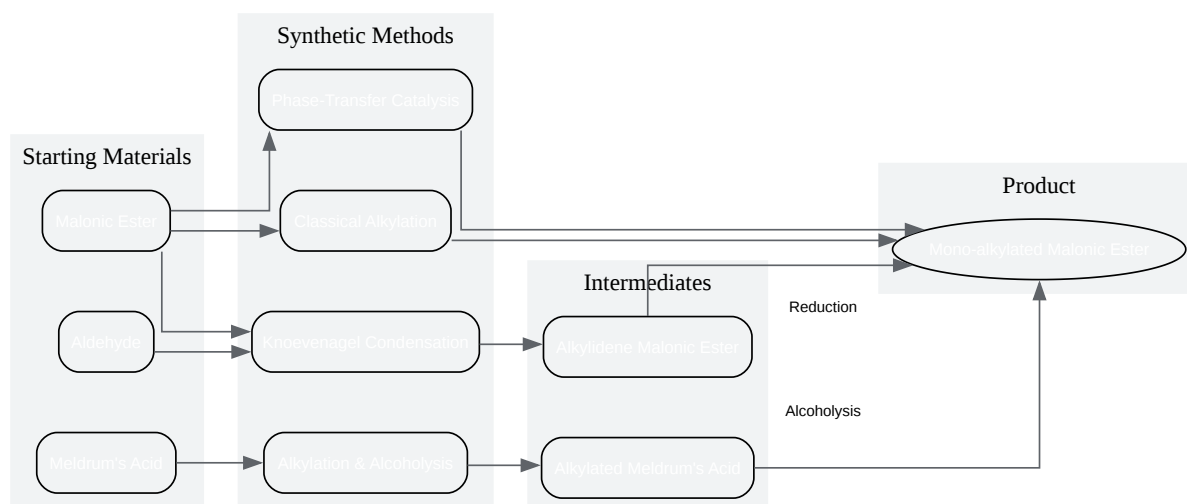 Synthetic Methods
Phase-Transfer Catalysis
Starting Materials
Product
Malonic Ester
Classical Alkylation
Mono-alkylated Malonic Ester
Intermediates
Reduction
Aldehyde
Knoevenagel Condensation
Alkylidene Malonic Ester
Alcoholysis
Meldrum's Acid
Alkylation & Alcoholysis
Alkylared Meldrum's Acid